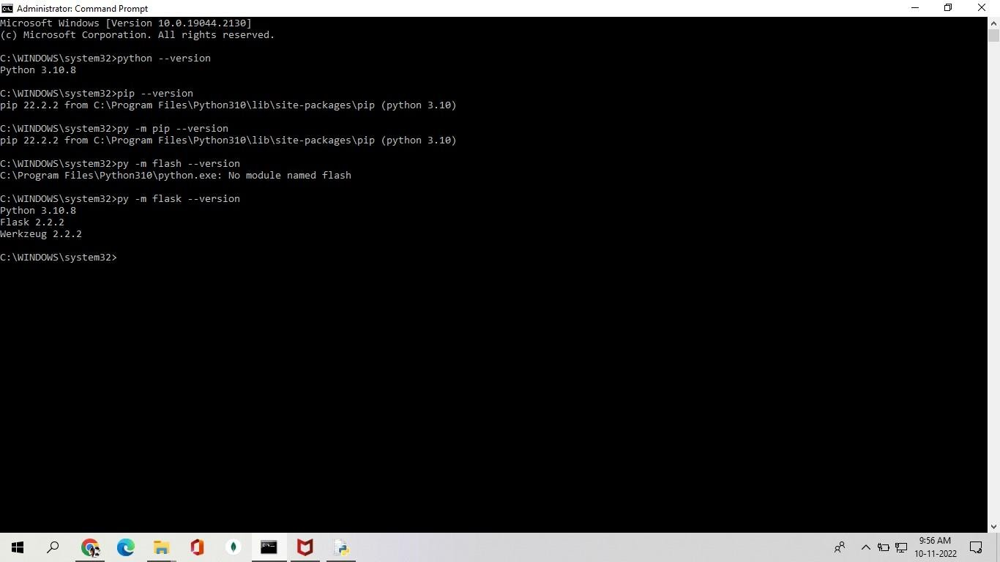 Administrator: Command Prompt
Microsoft Windows [Version 10.0.19044.2130]
(c) Microsoft Corporation. All rights reserved.
C:\WINDOWS\system32>python --version
Python 3.10.8
C:\WINDOWS\system32>pip --version
pip 22.2.2 from C:\Program Files\Python310\lib\site-packages\pip (python 3.10)
C:\WINDOWS\system32>py -m pip --version
pip 22.2.2 from C:\Program Files\Python310\lib\site-packages\pip (python 3.10)
C:\WINDOWS\system32>py -m flash --version
C:\Program Files\Python310\python.exe: No module named flash
C:\WINDOWS\system32>py -m flask --version
Python 3.10.8
Flask 2.2.2
Werkzeug 2.2.2
C:\WINDOWS\system32>
9:56 AM
10-11-2022